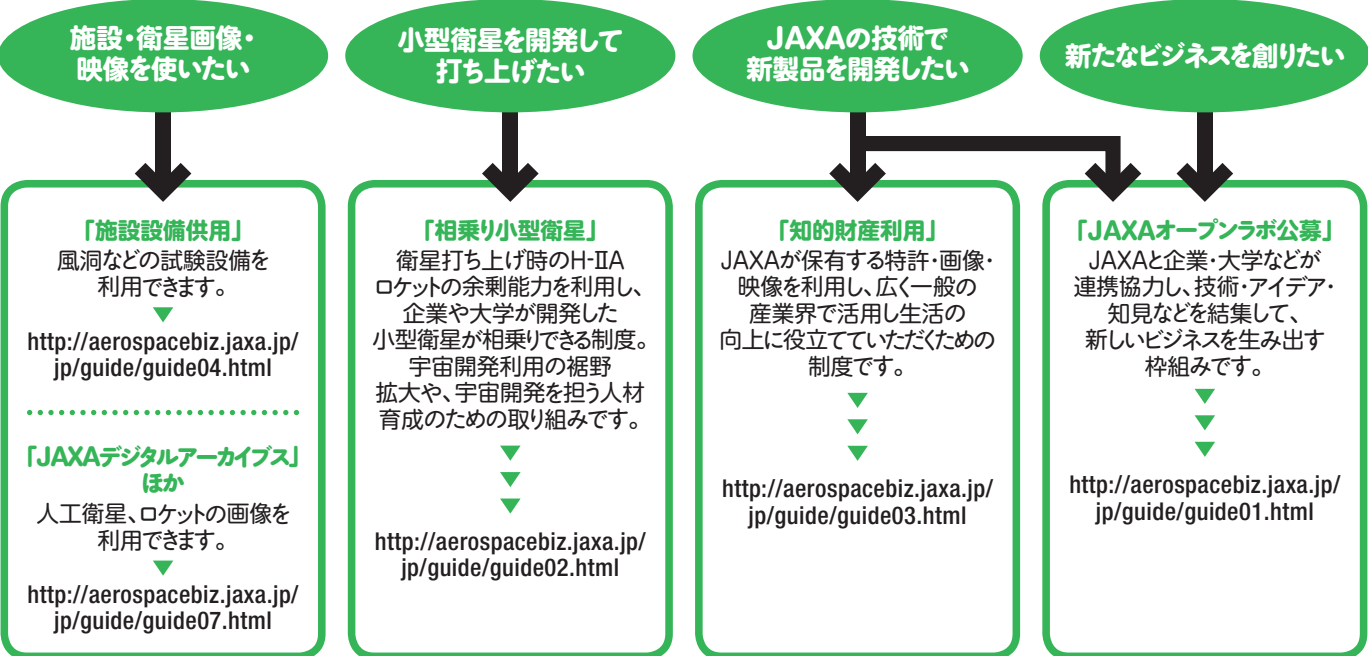 施設・衛星画像・
映像を使いたい
小型衛星を開発して
打ち上げたい
JAXAの技術で
新製品を開発したい
新たなビジネスを創りたい
「施設設備供用」
風洞などの試験設備を
利用できます。
http://aerospacebiz.jaxa.jp/
jp/guide/guide04.html
「JAXAデジタルアーカイブス」
ほか
人工衛星、ロケットの画像を
利用できます。
http://aerospacebiz.jaxa.jp/
jp/guide/guide07.html
「相乗り小型衛星」
衛星打ち上げ時のH-ⅡA
ロケットの余剰能力を利用し、
企業や大学が開発した
小型衛星が相乗りできる制度。
宇宙開発利用の裾野
拡大や、宇宙開発を担う人材
育成のための取り組みです。
http://aerospacebiz.jaxa.jp/
jp/guide/guide02.html
「知的財産利用」
JAXAが保有する特許・画像・
映像を利用し、広く一般の
産業界で活用し生活の
向上に役立てていただくための
制度です。
http://aerospacebiz.jaxa.jp/
jp/guide/guide03.html
「JAXAオープンラボ公募」
JAXAと企業・大学などが
連携協力し、技術・アイデア・
知見などを結集して、
新しいビジネスを生み出す
枠組みです。
http://aerospacebiz.jaxa.jp/
jp/guide/guide01.html